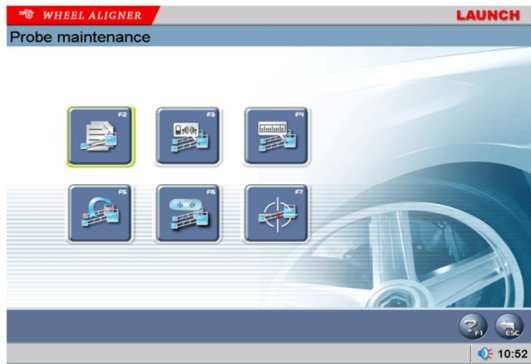 WHEEL ALIGNER
LAUNCH
Probe maintenance
F2
F3
F4
F5
F6
F7
?
F1
ESC
10:52